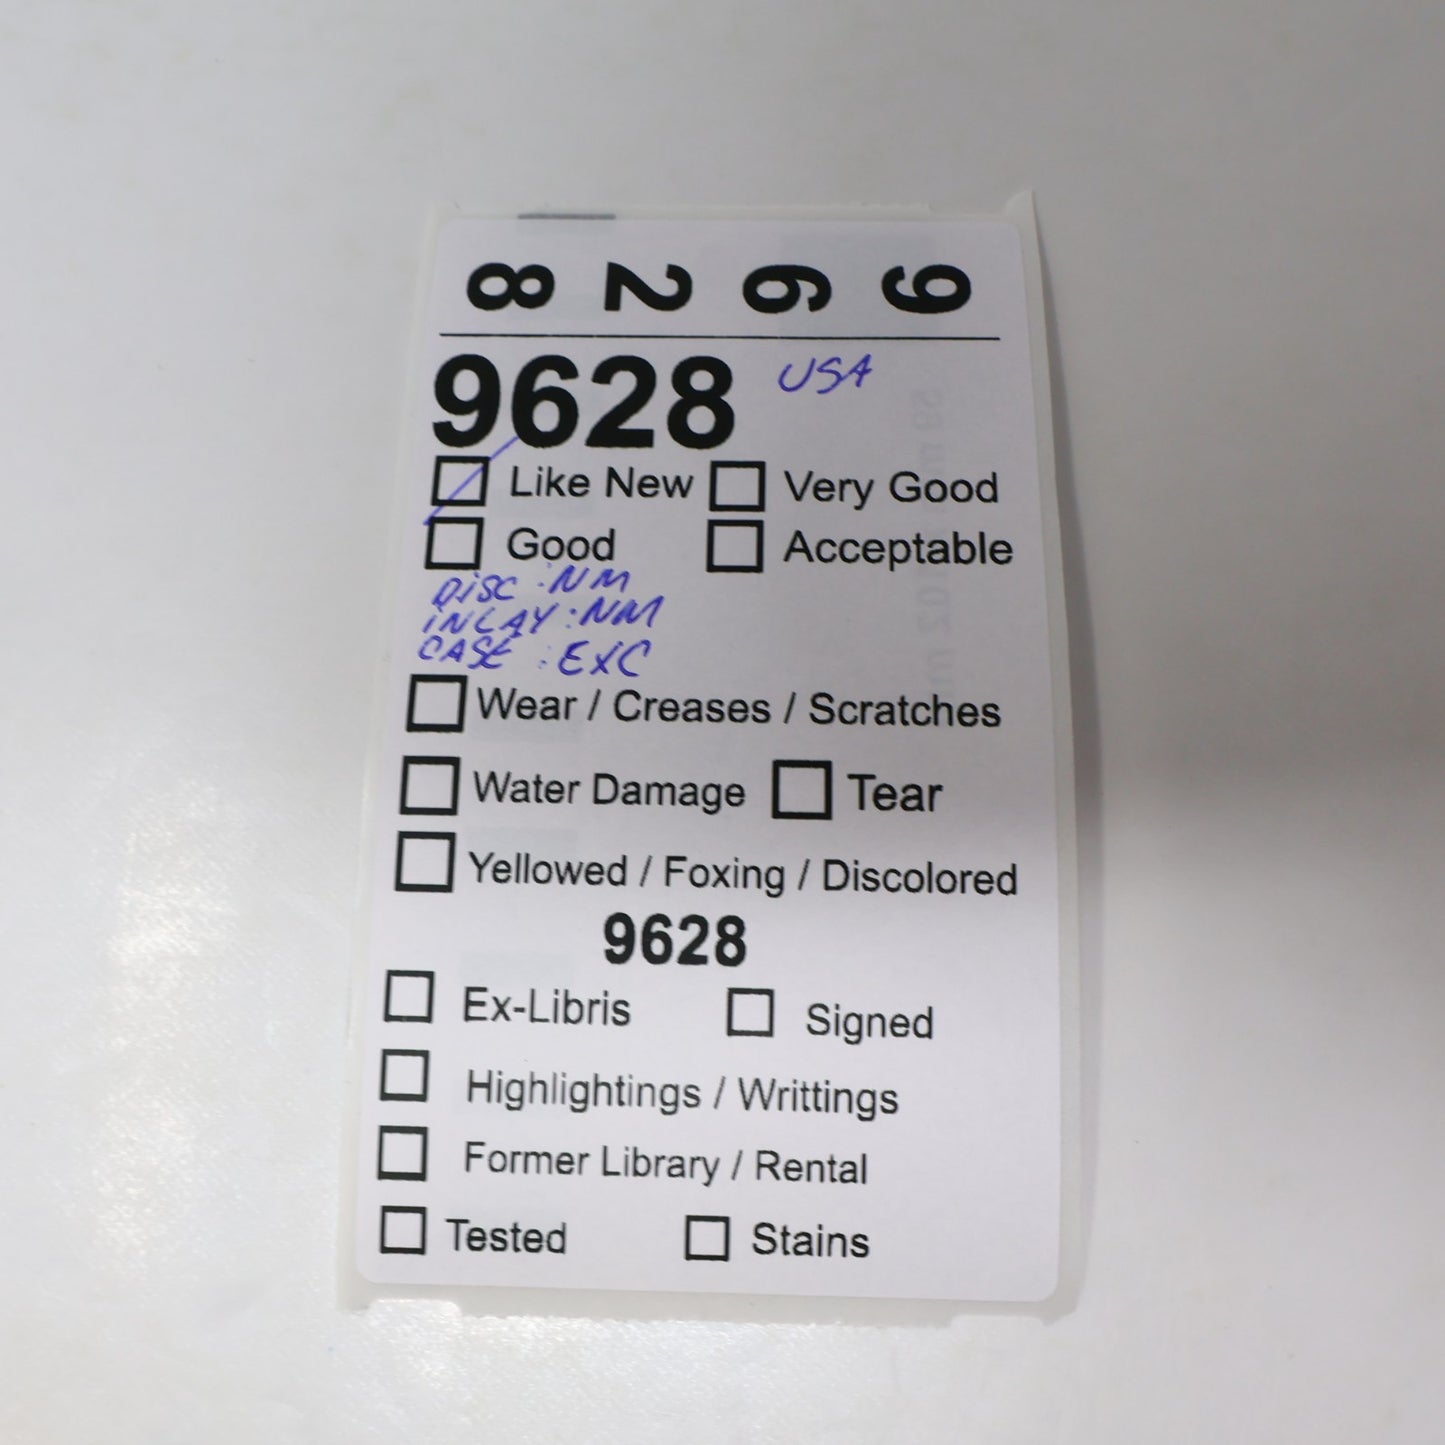 9 6 2 8
9628 USA
Like New Very Good
Good Acceptable
DISC : NM
INLAY : NM
CASE : EXC
Wear / Creases / Scratches
Water Damage Tear
Yellowed / Foxing / Discolored
9628
Ex-Libris Signed
Highlightings / Writtings
Former Library / Rental
Tested Stains